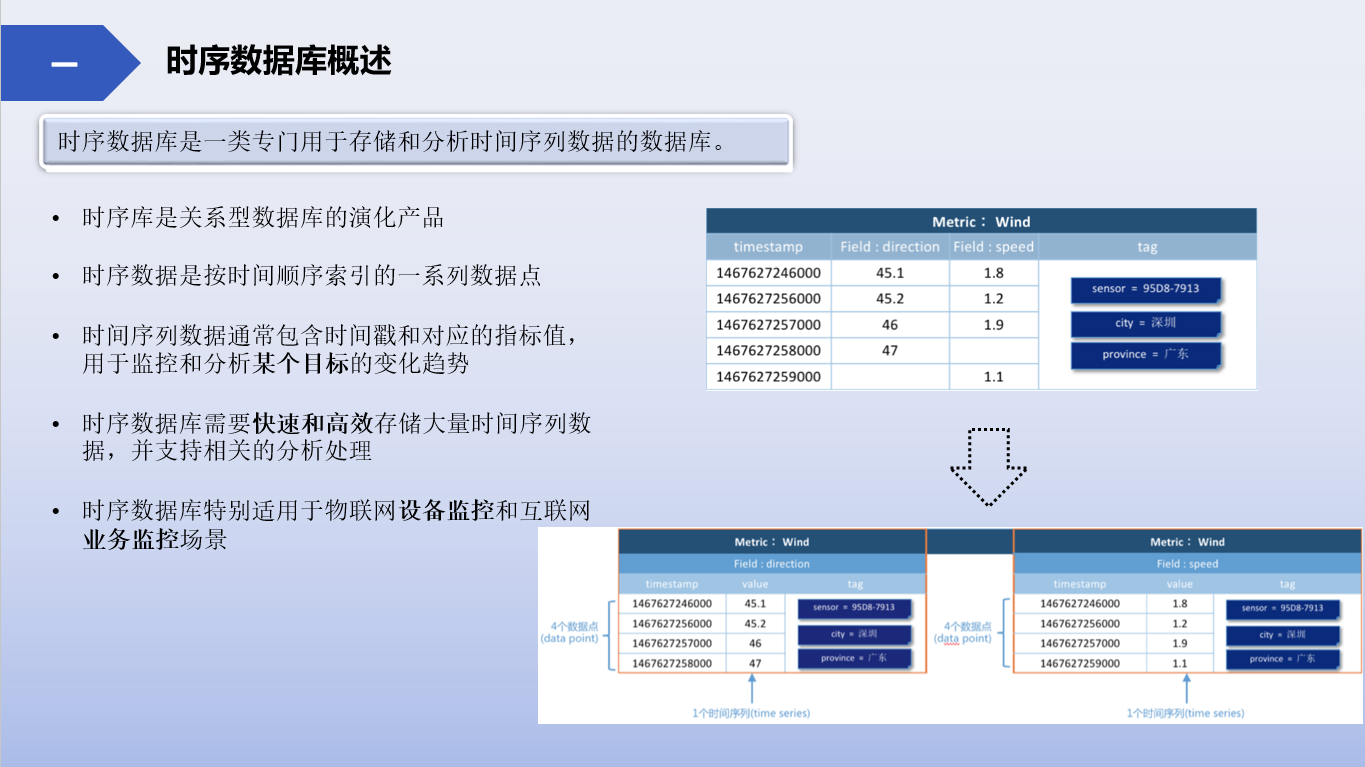 一
时序数据库概述
时序数据库是一类专门用于存储和分析时间序列数据的数据库。
• 时序库是关系型数据库的演化产品
• 时序数据是按时间顺序索引的一系列数据点
• 时间序列数据通常包含时间戳和对应的指标值，
用于监控和分析某个目标的变化趋势
• 时序数据库需要快速和高效存储大量时间序列数
据，并支持相关的分析处理
• 时序数据库特别适用于物联网设备监控和互联网
业务监控场景
Metric： Wind
timestamp Field : direction Field : speed tag
1467627246000 45.1 1.8
1467627256000 45.2 1.2
1467627257000 46 1.9
1467627258000 47
1467627259000 1.1
sensor = 95D8-7913
city = 深圳
province = 广东
Metric： Wind
Field : direction
timestamp value tag
1467627246000 45.1
1467627256000 45.2
1467627257000 46
1467627258000 47
sensor = 95D8-7913
city = 深圳
province = 广东
4个数据点
(data point)
1个时间序列(time series)
Metric： Wind
Field : speed
timestamp value tag
1467627246000 1.8
1467627256000 1.2
1467627257000 1.9
1467627259000 1.1
sensor = 95D8-7913
city = 深圳
province = 广东
4个数据点
(data point)
1个时间序列(time series)